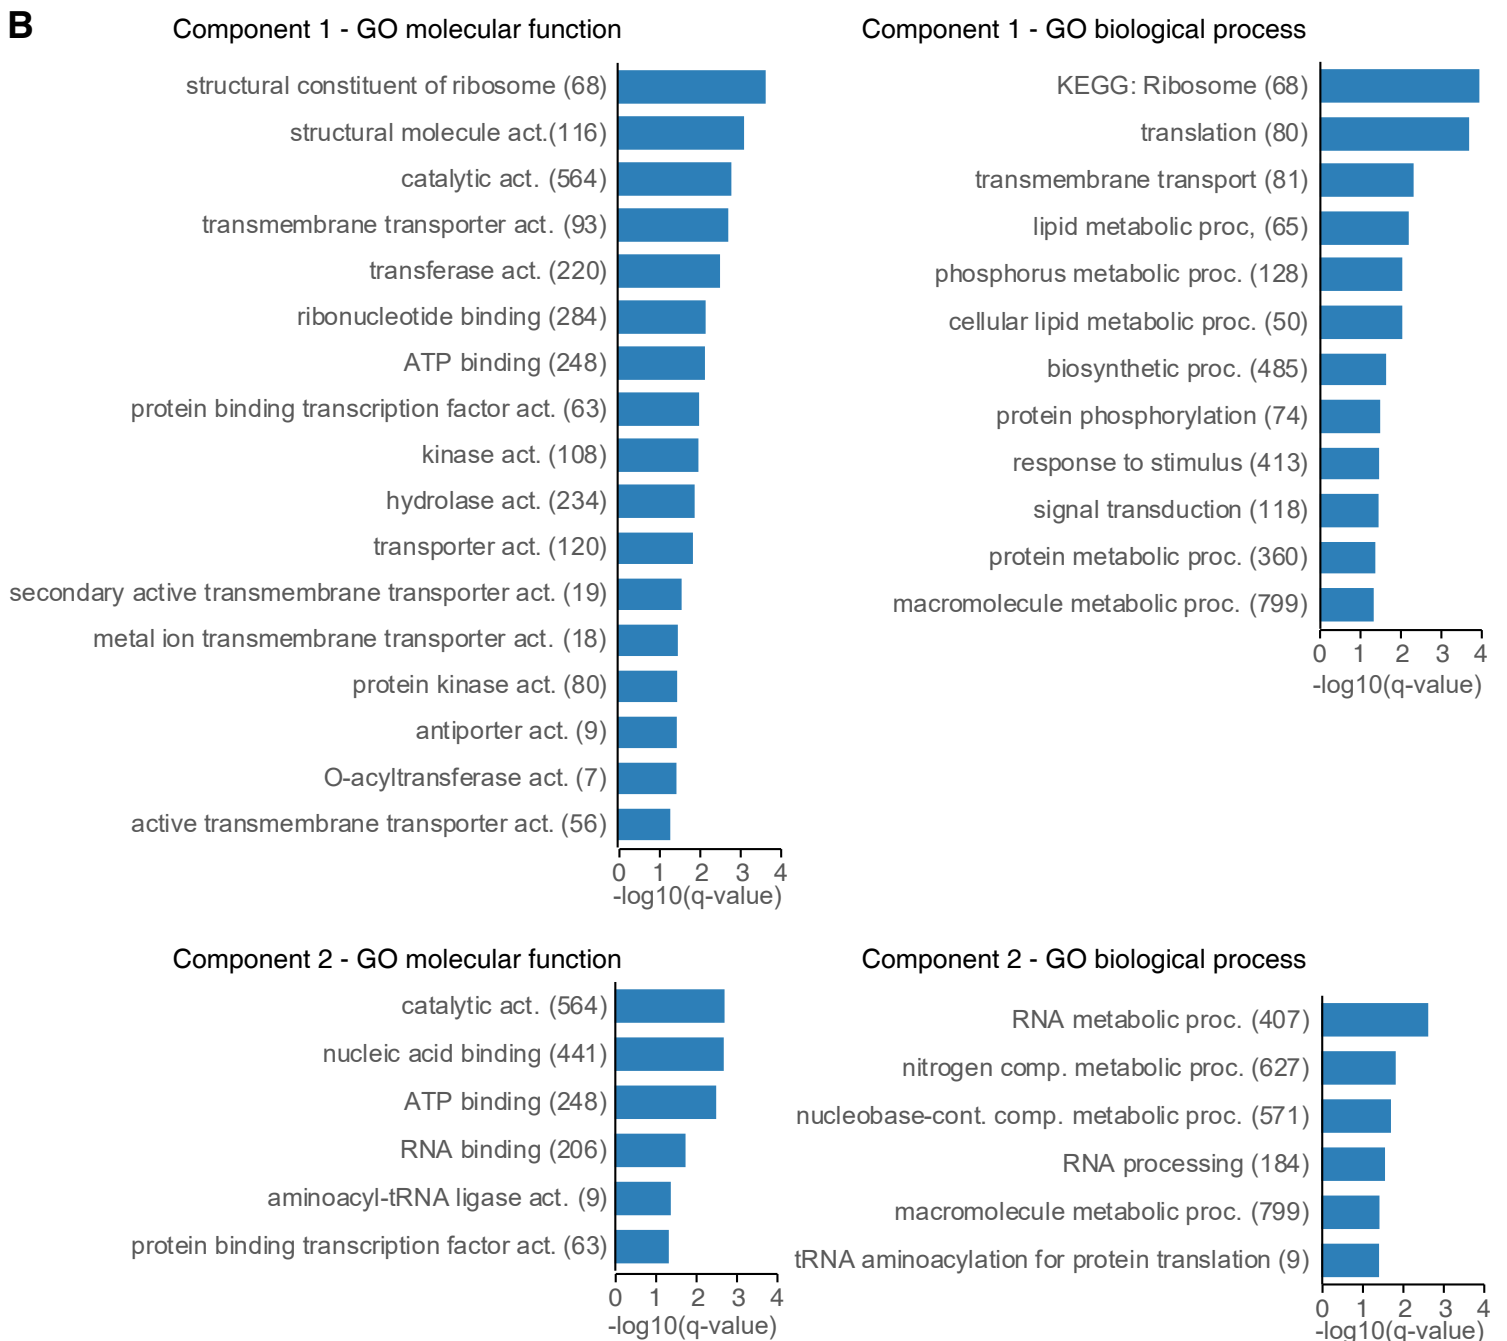 B
Component 1 - GO molecular function
structural constituent of ribosome (68)
structural molecule act.(116)
catalytic act. (564)
transmembrane transporter act. (93)
transferase act. (220)
ribonucleotide binding (284)
ATP binding (248)
protein binding transcription factor act. (63)
kinase act. (108)
hydrolase act. (234)
transporter act. (120)
secondary active transmembrane transporter act. (19)
metal ion transmembrane transporter act. (18)
protein kinase act. (80)
antiporter act. (9)
O-acyltransferase act. (7)
active transmembrane transporter act. (56)
0 1 2 3 4
-log10(q-value)
Component 1 - GO biological process
KEGG: Ribosome (68)
translation (80)
transmembrane transport (81)
lipid metabolic proc, (65)
phosphorus metabolic proc. (128)
cellular lipid metabolic proc. (50)
biosynthetic proc. (485)
protein phosphorylation (74)
response to stimulus (413)
signal transduction (118)
protein metabolic proc. (360)
macromolecule metabolic proc. (799)
0 1 2 3 4
-log10(q-value)
Component 2 - GO molecular function
catalytic act. (564)
nucleic acid binding (441)
ATP binding (248)
RNA binding (206)
aminoacyl-tRNA ligase act. (9)
protein binding transcription factor act. (63)
0 1 2 3 4
-log10(q-value)
Component 2 - GO biological process
RNA metabolic proc. (407)
nitrogen comp. metabolic proc. (627)
nucleobase-cont. comp. metabolic proc. (571)
RNA processing (184)
macromolecule metabolic proc. (799)
tRNA aminoacylation for protein translation (9)
0 1 2 3 4
-log10(q-value)